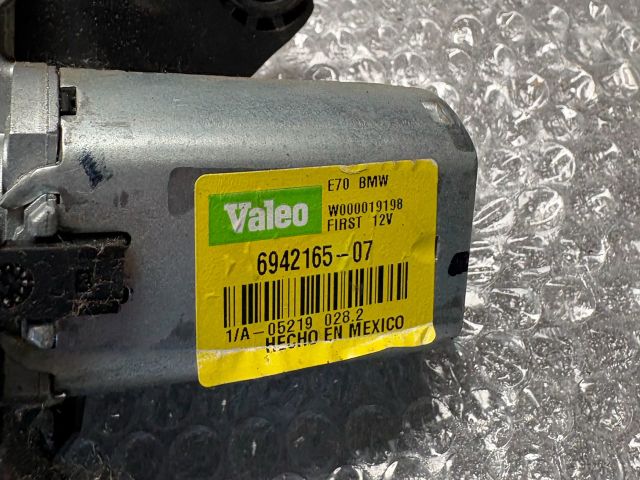 E70 BMW
Valeo
W000019198
FIRST 12V
6942165-07
1/A-05219 028.2
HECHO EN MEXICO